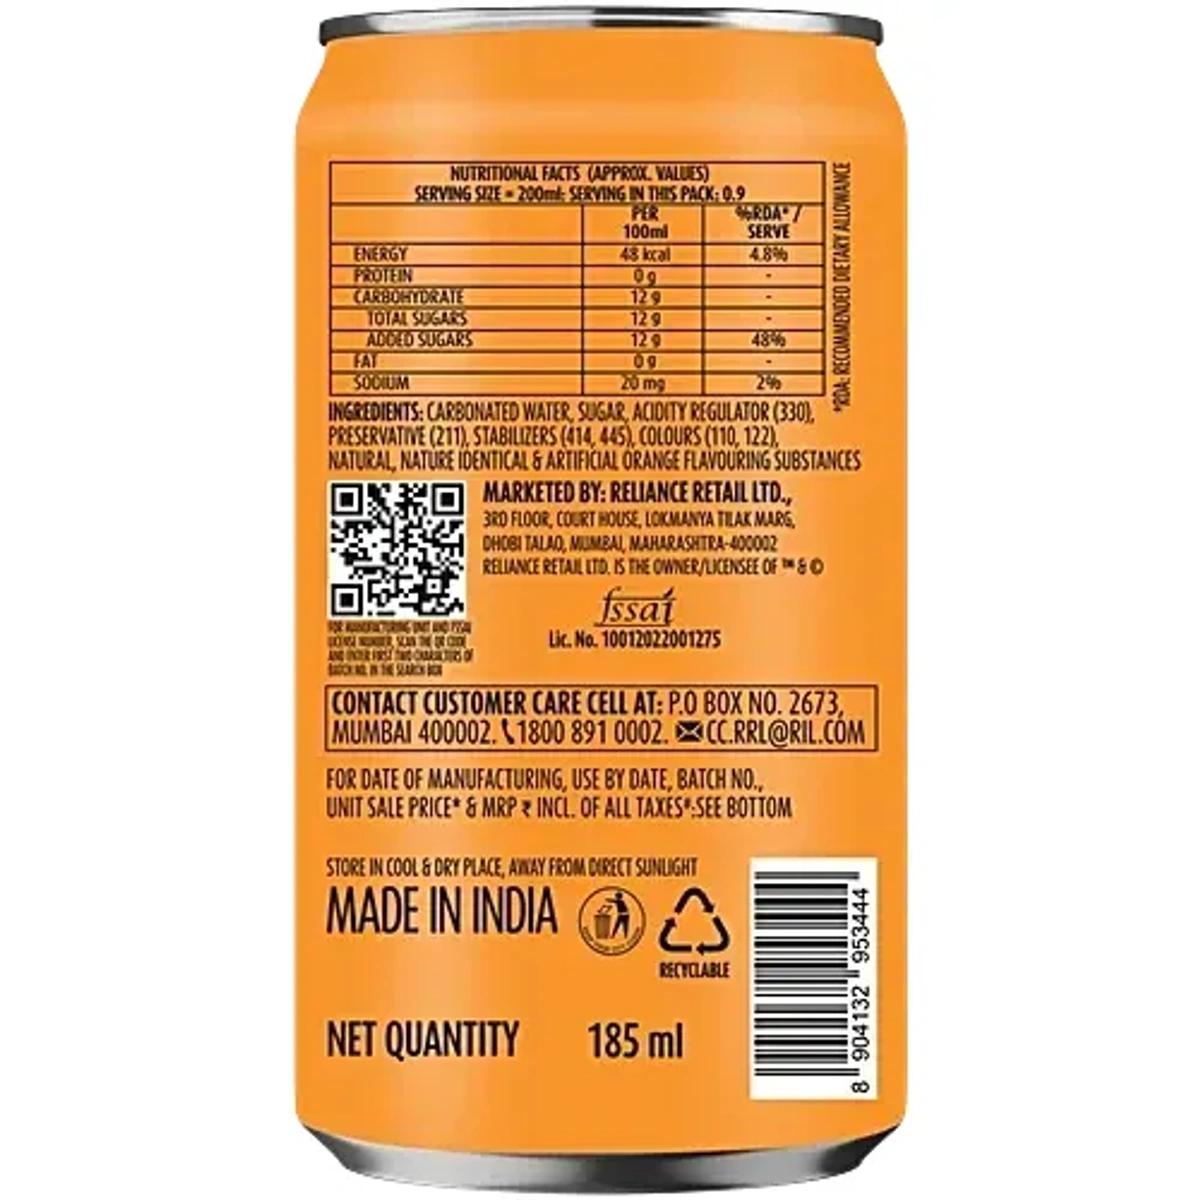 NUTRITIONAL FACTS (APPROX. VALUES)
SERVING SIZE = 200ml: SERVING IN THIS PACK: 0.9
PER 100ml %RDA* / SERVE
ENERGY 48 kcal 4.8%
PROTEIN 0 g -
CARBOHYDRATE 12 g -
TOTAL SUGARS 12 g -
ADDED SUGARS 12 g 48%
FAT 0 g -
SODIUM 20 mg 2%
*RDA: RECOMMENDED DIETARY ALLOWANCE
INGREDIENTS: CARBONATED WATER, SUGAR, ACIDITY REGULATOR (330),
PRESERVATIVE (211), STABILIZERS (414, 445), COLOURS (110, 122),
NATURAL, NATURE IDENTICAL & ARTIFICIAL ORANGE FLAVOURING SUBSTANCES
MARKETED BY: RELIANCE RETAIL LTD.,
3RD FLOOR, COURT HOUSE, LOKMANYA TILAK MARG,
DHOBI TALAO, MUMBAI, MAHARASHTRA-400002
RELIANCE RETAIL LTD. IS THE OWNER/LICENSEE OF ™ & ©
fssai
Lic. No. 10012022001275
FOR MANUFACTURING UNIT AND FSSAI
LICENSE NUMBER, SCAN THE QR CODE
AND ENTER FIRST TWO CHARACTERS OF
BATCH NO. IN THE SEARCH BOX
CONTACT CUSTOMER CARE CELL AT: P.O BOX NO. 2673,
MUMBAI 400002. 1800 891 0002. CC.RRL@RIL.COM
FOR DATE OF MANUFACTURING, USE BY DATE, BATCH NO.,
UNIT SALE PRICE* & MRP ₹ INCL. OF ALL TAXES*:SEE BOTTOM
STORE IN COOL & DRY PLACE, AWAY FROM DIRECT SUNLIGHT
MADE IN INDIA
RECYCLABLE
NET QUANTITY 185 ml
8 904132 953444